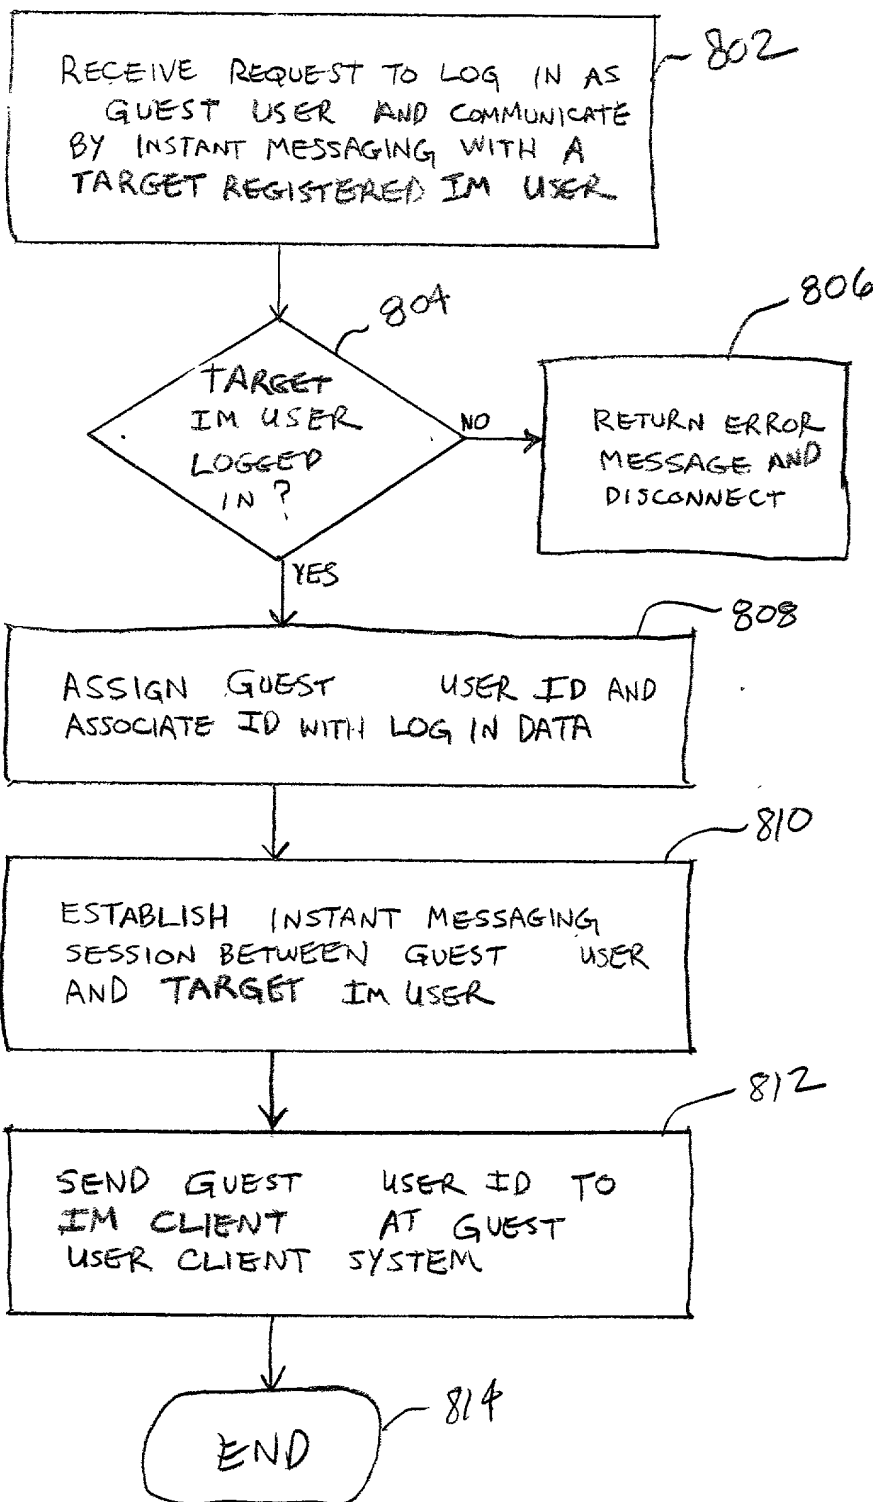 802
RECEIVE REQUEST TO LOG IN AS
GUEST USER AND COMMUNICATE
BY INSTANT MESSAGING WITH A
TARGET REGISTERED IM USER
804
806
TARGET
IM USER
LOGGED
IN?
NO
RETURN ERROR
MESSAGE AND
DISCONNECT
YES
808
ASSIGN GUEST USER ID AND
ASSOCIATE ID WITH LOG IN DATA
810
ESTABLISH INSTANT MESSAGING
SESSION BETWEEN GUEST USER
AND TARGET IM USER
812
SEND GUEST USER ID TO
IM CLIENT AT GUEST
USER CLIENT SYSTEM
814
END